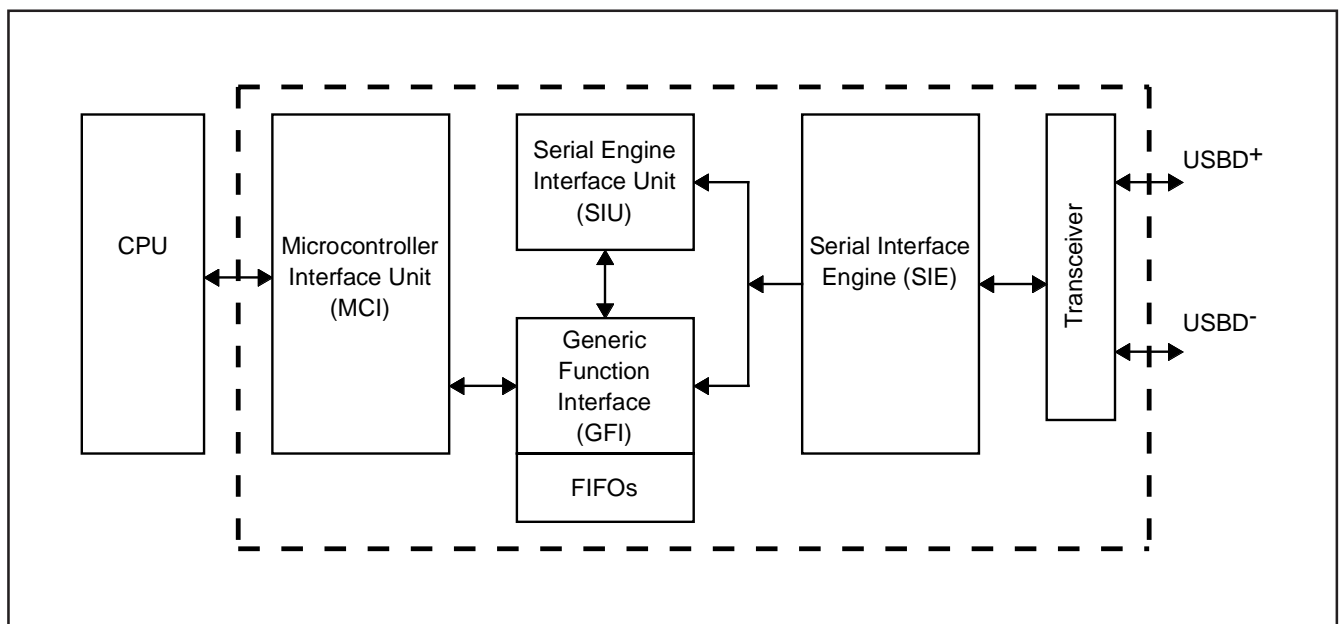 CPU
Microcontroller
Interface Unit
(MCI)
Serial Engine
Interface Unit
(SIU)
Generic
Function
Interface
(GFI)
FIFOs
Serial Interface
Engine (SIE)
Transceiver
USBD+
USBD-